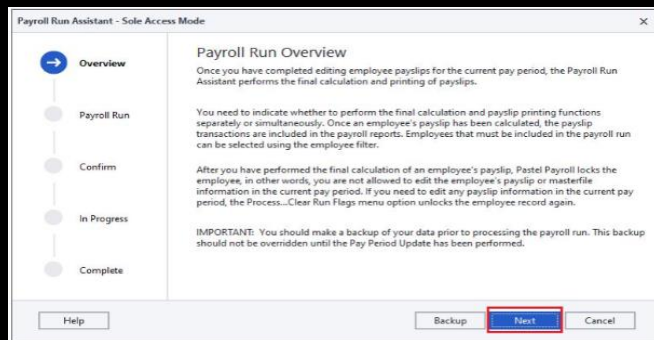 Payroll Run Assistant - Sole Access Mode
Overview
Payroll Run
Confirm
In Progress
Complete
Payroll Run Overview
Once you have completed editing employee payslips for the current pay period, the Payroll Run
Assistant performs the final calculation and printing of payslips.
You need to indicate whether to perform the final calculation and payslip printing functions
separately or simultaneously. Once an employee's payslip has been calculated, the payslip
transactions are included in the payroll reports. Employees that must be included in the payroll run
can be selected using the employee filter.
After you have performed the final calculation of an employee's payslip, Pastel Payroll locks the
employee, in other words, you are not allowed to edit the employee's payslip or masterfile
information in the current pay period. If you need to edit any payslip information in the current pay
period, the Process...Clear Run Flags menu option unlocks the employee record again.
IMPORTANT: You should make a backup of your data prior to processing the payroll run. This backup
should not be overridden until the Pay Period Update has been performed.
Help
Backup
Next
Cancel